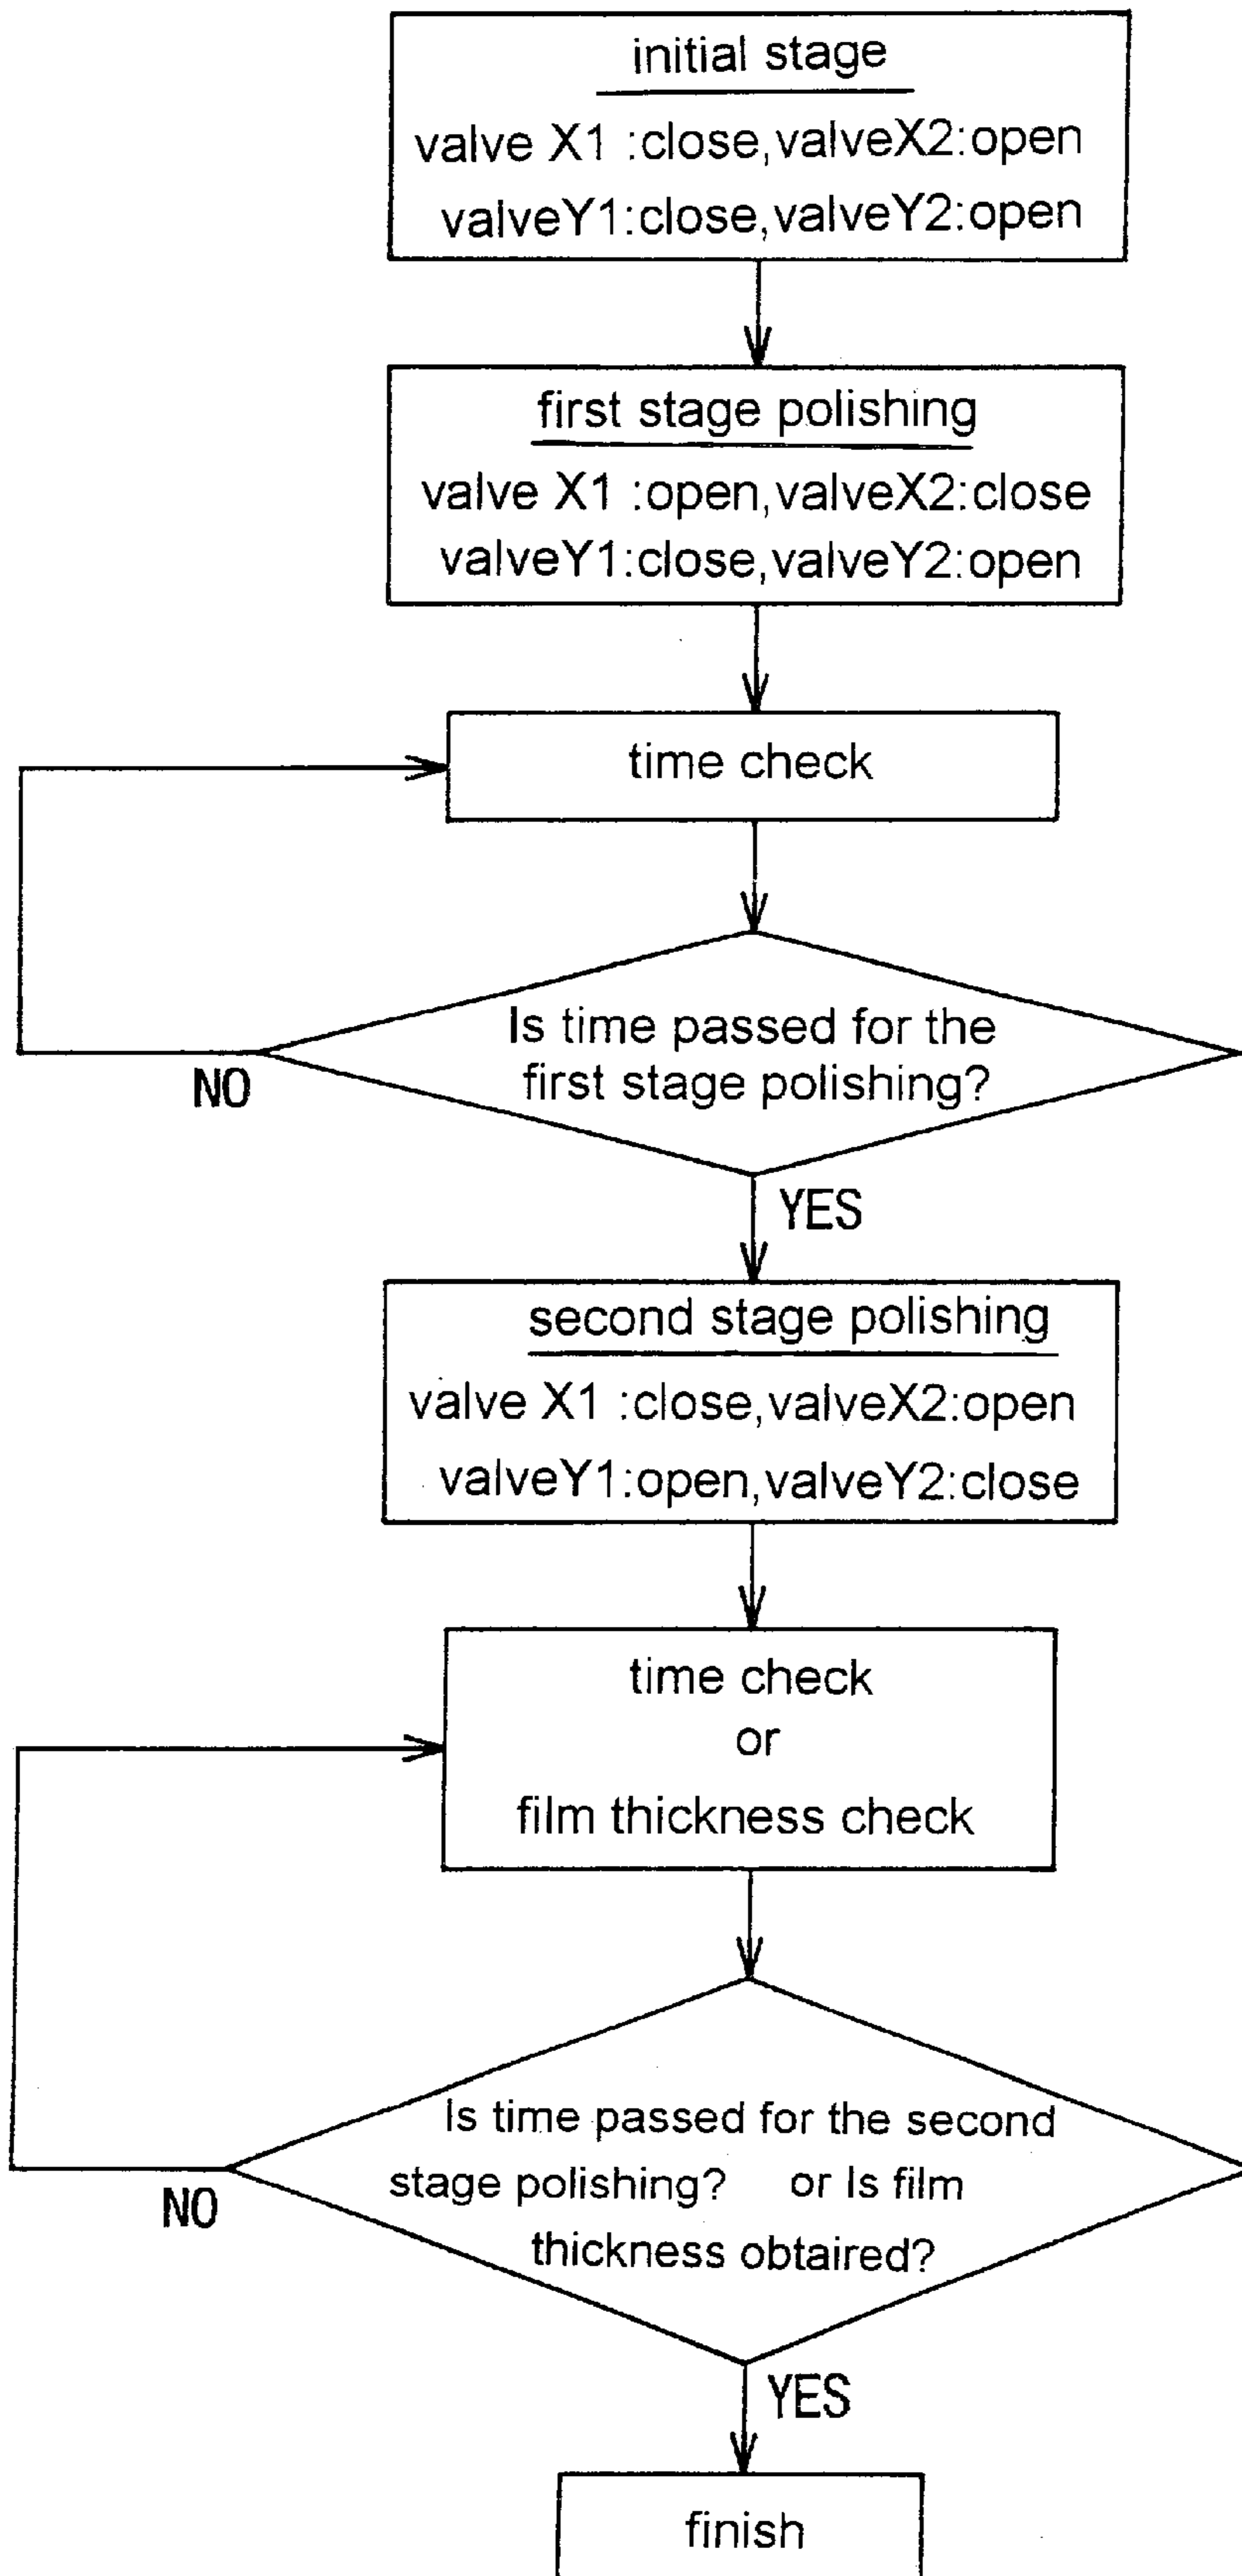 initial stage
valve X1 :close,valveX2:open
valveY1:close,valveY2:open
first stage polishing
valve X1 :open,valveX2:close
valveY1:close,valveY2:open
time check
Is time passed for the
first stage polishing?
NO
YES
second stage polishing
valve X1 :close,valveX2:open
valveY1:open,valveY2:close
time check
or
film thickness check
Is time passed for the second
stage polishing? or Is film
thickness obtaired?
NO
YES
finish